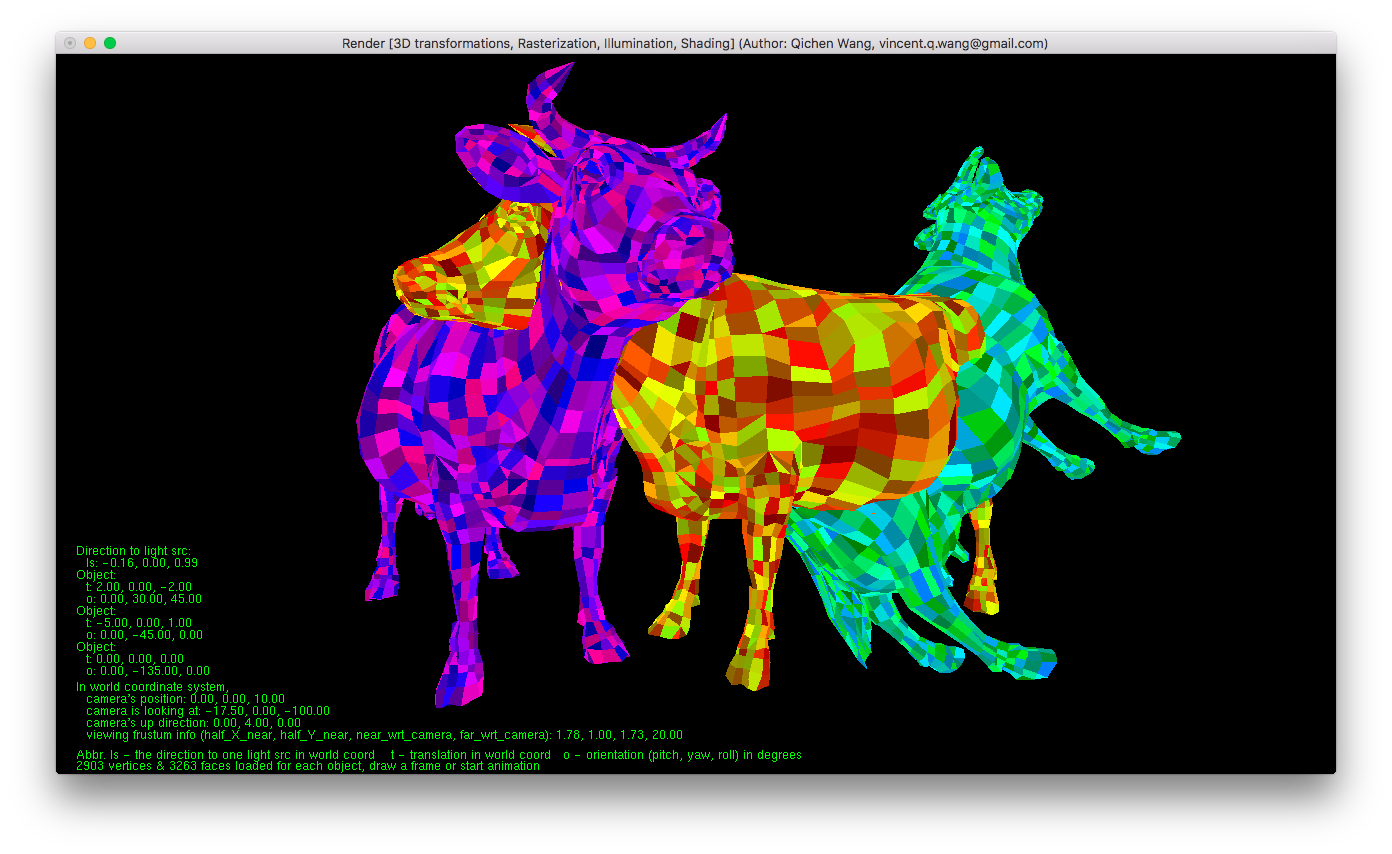 Render [3D transformations, Rasterization, Illumination, Shading] (Author: Qichen Wang, vincent.q.wang@gmail.com)
Direction to light src:
ls: -0.16, 0.00, 0.99
Object:
t: 2.00, 0.00, -2.00
o: 0.00, 30.00, 45.00
Object:
t: -5.00, 0.00, 1.00
o: 0.00, -45.00, 0.00
Object:
t: 0.00, 0.00, 0.00
o: 0.00, -135.00, 0.00
In world coordinate system,
camera's position: 0.00, 0.00, 10.00
camera is looking at: -17.50, 0.00, -100.00
camera's up direction: 0.00, 4.00, 0.00
viewing frustum info (half_X_near, half_Y_near, near_wrt_camera, far_wrt_camera): 1.78, 1.00, 1.73, 20.00
Abbr. ls - the direction to one light src in world coord t - translation in world coord o - orientation (pitch, yaw, roll) in degrees
2903 vertices & 3263 faces loaded for each object, draw a frame or start animation